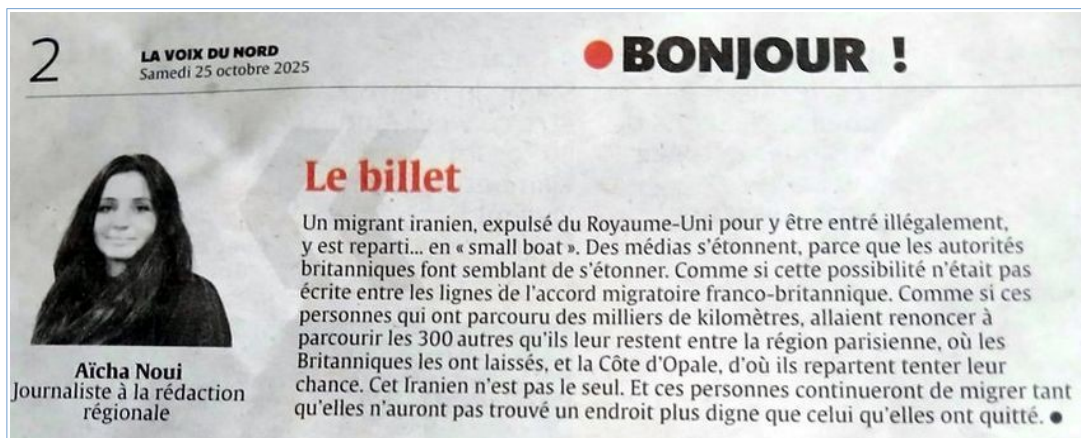 2
LA VOIX DU NORD
Samedi 25 octobre 2025
BONJOUR !
Aïcha Noui
Journaliste à la rédaction
régionale
Le billet
Un migrant iranien, expulsé du Royaume-Uni pour y être entré illégalement,
y est reparti... en « small boat ». Des médias s'étonnent, parce que les autorités
britanniques font semblant de s'étonner. Comme si cette possibilité n'était pas
écrite entre les lignes de l'accord migratoire franco-britannique. Comme si ces
personnes qui ont parcouru des milliers de kilomètres, allaient renoncer à
parcourir les 300 autres qu'ils leur restent entre la région parisienne, où les
Britanniques les ont laissés, et la Côte d'Opale, d'où ils repartent tenter leur
chance. Cet Iranien n'est pas le seul. Et ces personnes continueront de migrer tant
qu'elles n'auront pas trouvé un endroit plus digne que celui qu'elles ont quitté. ●